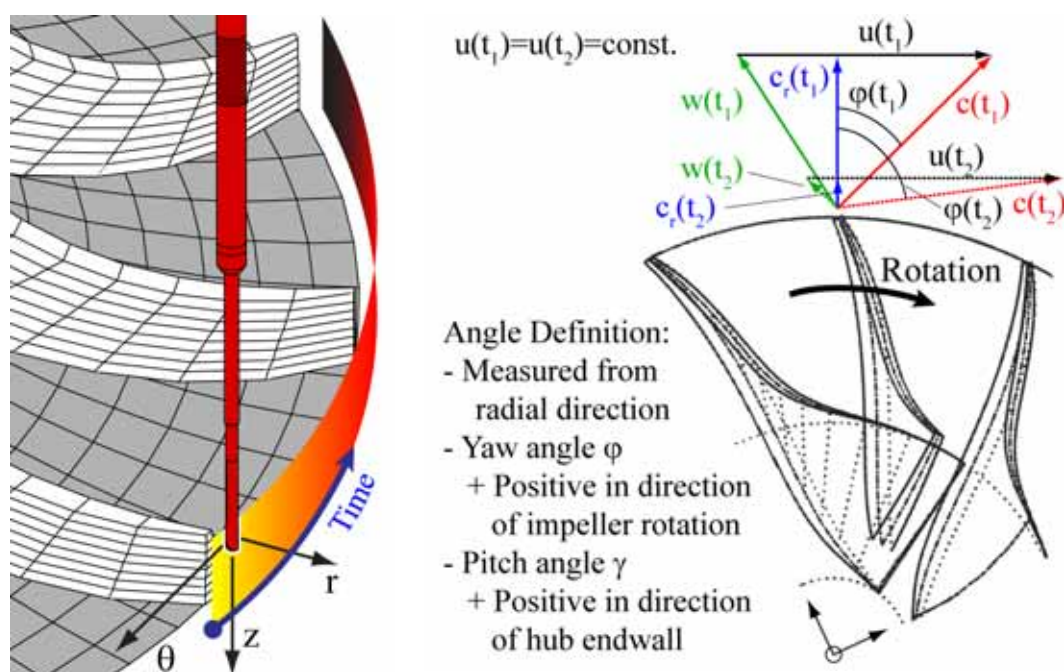 Time
r
z
θ
u(t₁)=u(t₂)=const.
u(t₁)
cᵣ(t₁)
φ(t₁)
w(t₁)
c(t₁)
u(t₂)
w(t₂)
cᵣ(t₂)
φ(t₂)
c(t₂)
Rotation
Angle Definition:
- Measured from
radial direction
- Yaw angle φ
+ Positive in direction
of impeller rotation
- Pitch angle γ
+ Positive in direction
of hub endwall